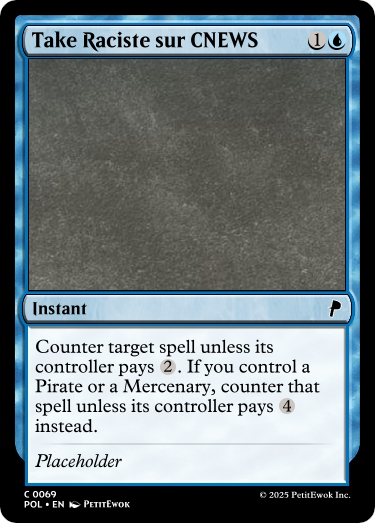 Take Raciste sur CNEWS 1
Instant
Counter target spell unless its
controller pays 2. If you control a
Pirate or a Mercenary, counter that
spell unless its controller pays 4
instead.
Placeholder
C 0069
POL • EN PetitEwok
© 2025 PetitEwok Inc.